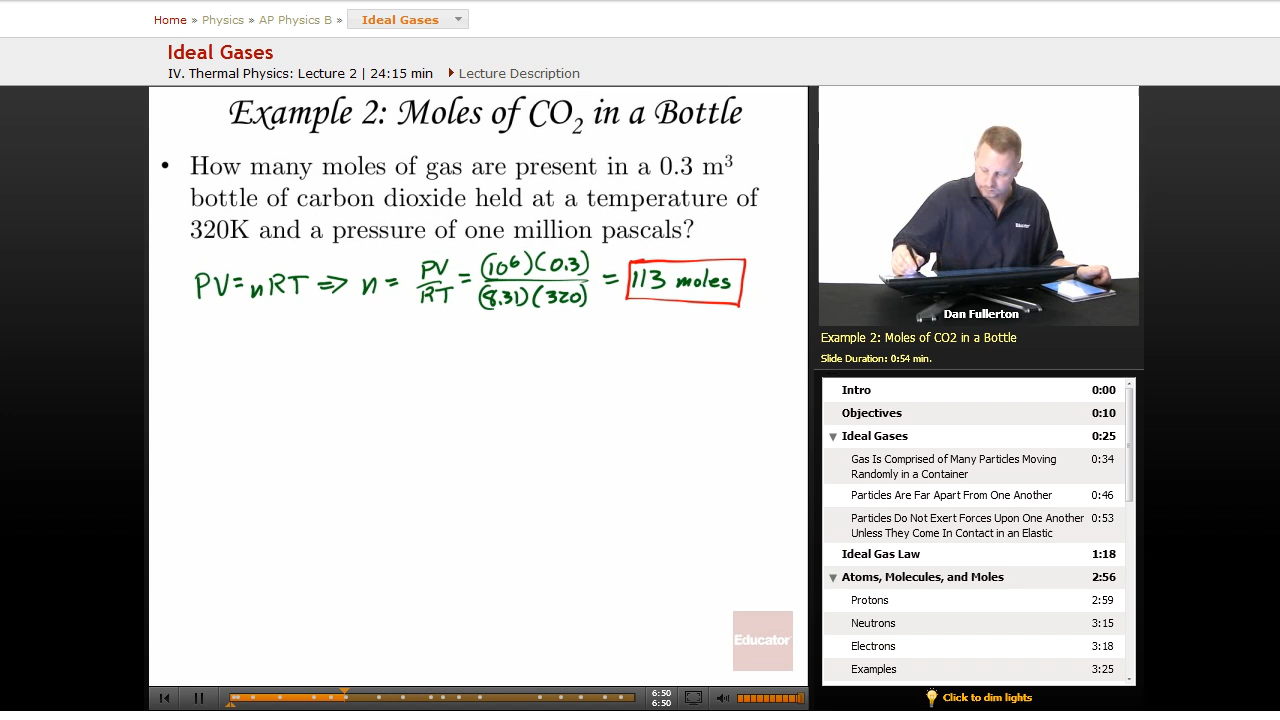 Home » Physics » AP Physics B » Ideal Gases
Ideal Gases
IV. Thermal Physics: Lecture 2 | 24:15 min Lecture Description
Example 2: Moles of CO₂ in a Bottle
• How many moles of gas are present in a 0.3 m³
bottle of carbon dioxide held at a temperature of
320K and a pressure of one million pascals?
PV=nRT ⇒ n = PV/RT = (10⁶)(0.3)/(8.31)(320) = 113 moles
Educator
Dan Fullerton
Example 2: Moles of CO2 in a Bottle
Slide Duration: 0:54 min.
Intro 0:00
Objectives 0:10
Ideal Gases 0:25
Gas Is Comprised of Many Particles Moving 0:34
Randomly in a Container
Particles Are Far Apart From One Another 0:46
Particles Do Not Exert Forces Upon One Another 0:53
Unless They Come In Contact in an Elastic
Ideal Gas Law 1:18
Atoms, Molecules, and Moles 2:56
Protons 2:59
Neutrons 3:15
Electrons 3:18
Examples 3:25
6:50
6:50
Click to dim lights